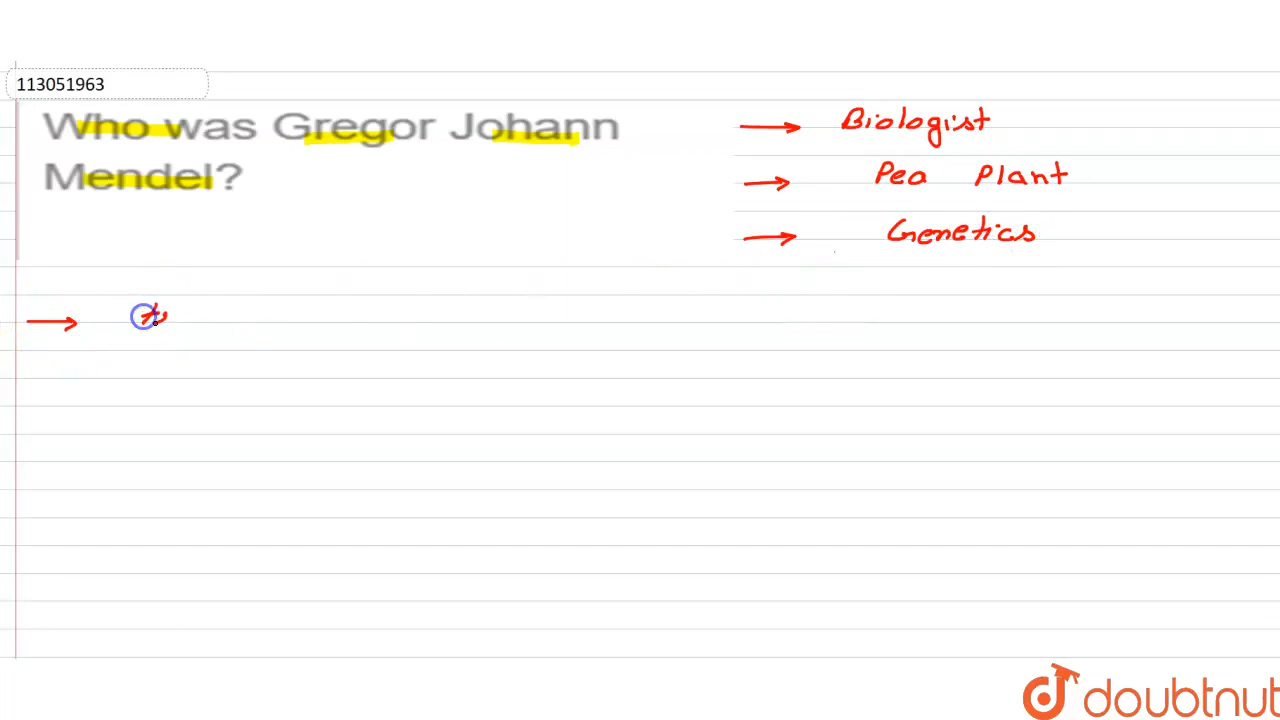 113051963
Who was Gregor Johann
Mendel?
→ Biologist
→ Pea Plant
→ Genetics
→
doubtnut